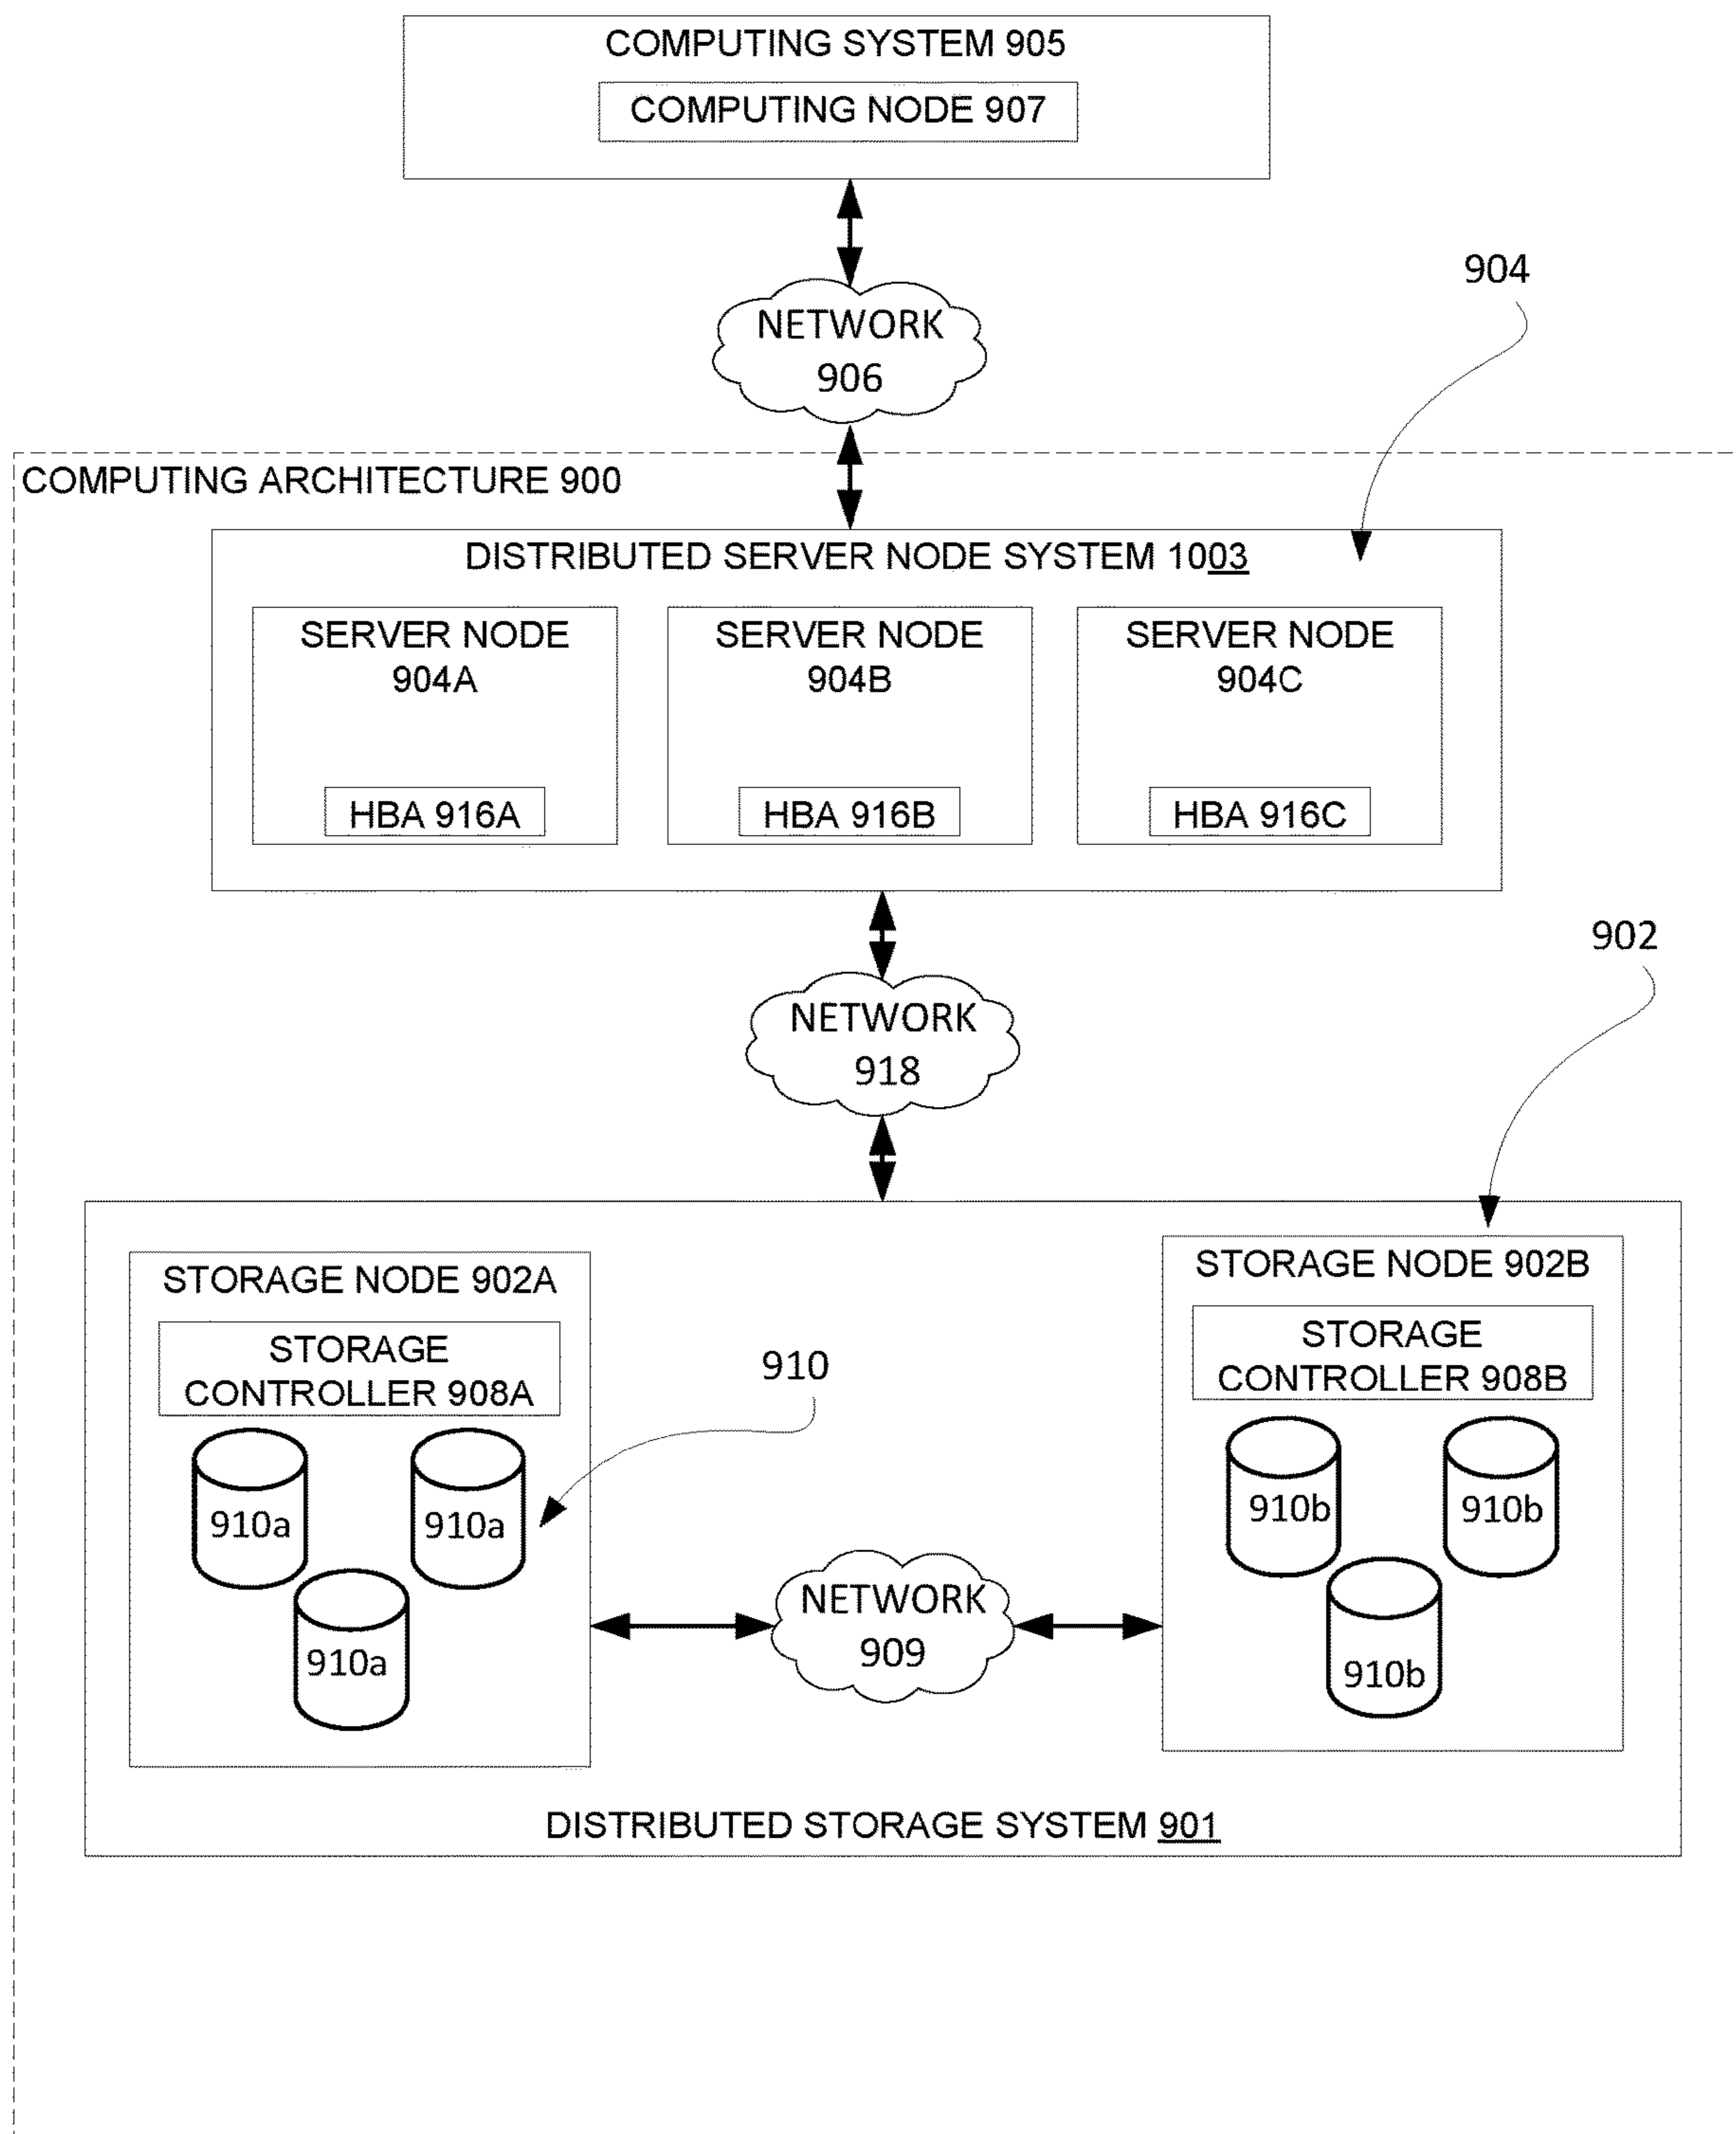 COMPUTING SYSTEM 905
COMPUTING NODE 907
NETWORK
906
904
COMPUTING ARCHITECTURE 900
DISTRIBUTED SERVER NODE SYSTEM 1003
SERVER NODE
904A
HBA 916A
SERVER NODE
904B
HBA 916B
SERVER NODE
904C
HBA 916C
902
NETWORK
918
STORAGE NODE 902A
STORAGE
CONTROLLER 908A
910a
910a
910a
910
NETWORK
909
STORAGE NODE 902B
STORAGE
CONTROLLER 908B
910b
910b
910b
DISTRIBUTED STORAGE SYSTEM 901